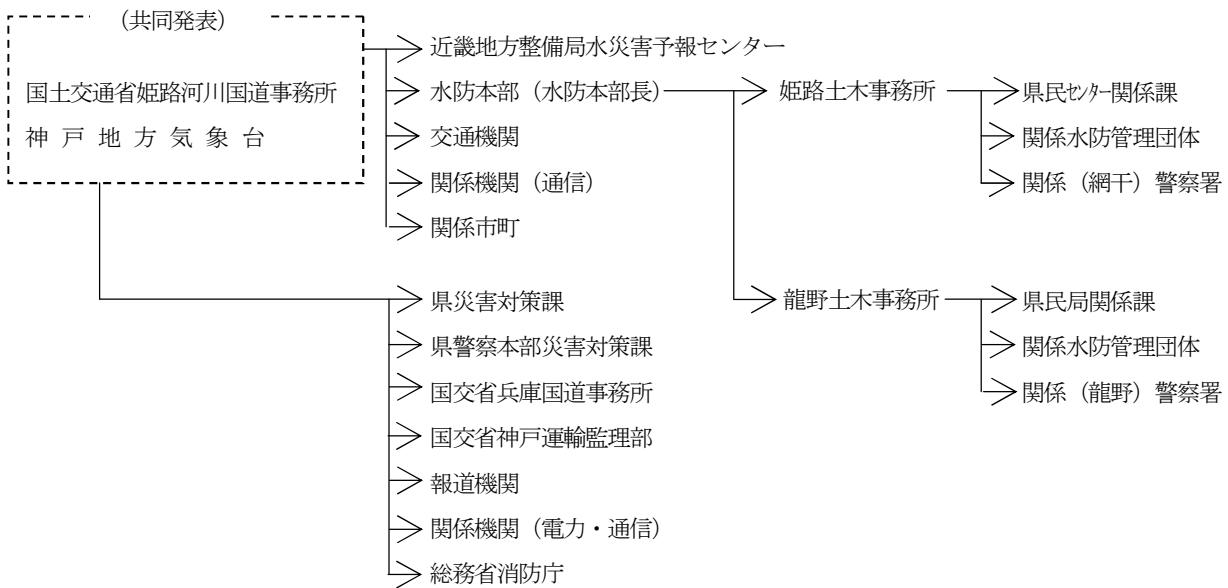 （共同発表）
国土交通省姫路河川国道事務所
神戸地方気象台
近畿地方整備局水災害予報センター
水防本部（水防本部長）
交通機関
関係機関（通信）
関係市町
姫路土木事務所
県民センター関係課
関係水防管理団体
関係（網干）警察署
龍野土木事務所
県民局関係課
関係水防管理団体
関係（龍野）警察署
県災害対策課
県警察本部災害対策課
国交省兵庫国道事務所
国交省神戸運輸監理部
報道機関
関係機関（電力・通信）
総務省消防庁